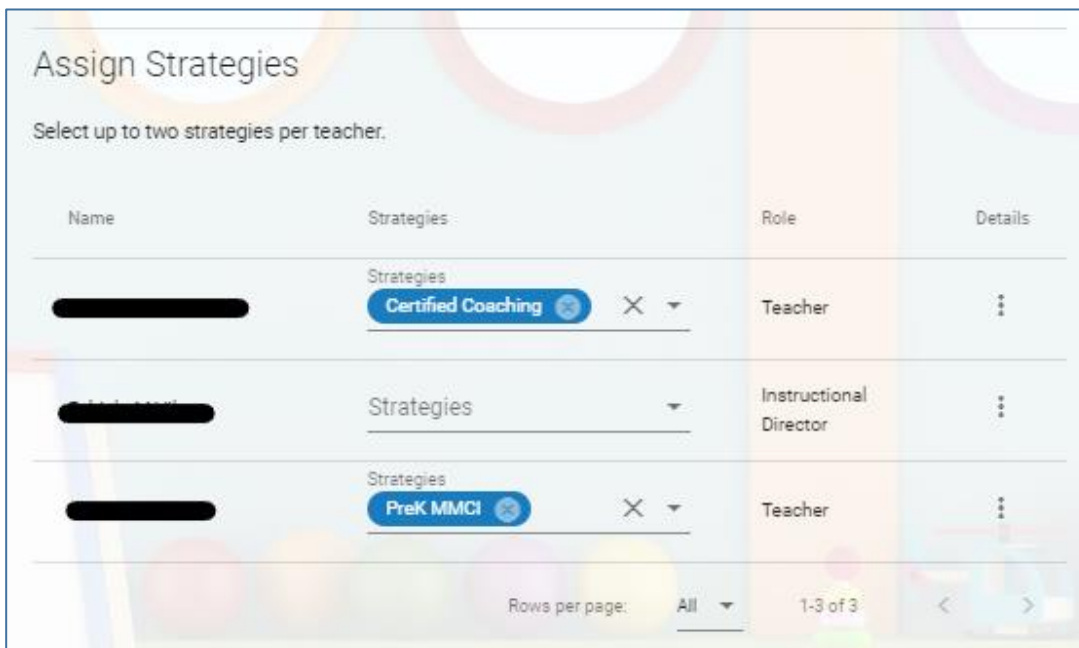 Assign Strategies
Select up to two strategies per teacher.
Name Strategies Role Details
Strategies
Certified Coaching Teacher
Strategies Instructional Director
Strategies
PreK MMCI Teacher
Rows per page: All 1-3 of 3